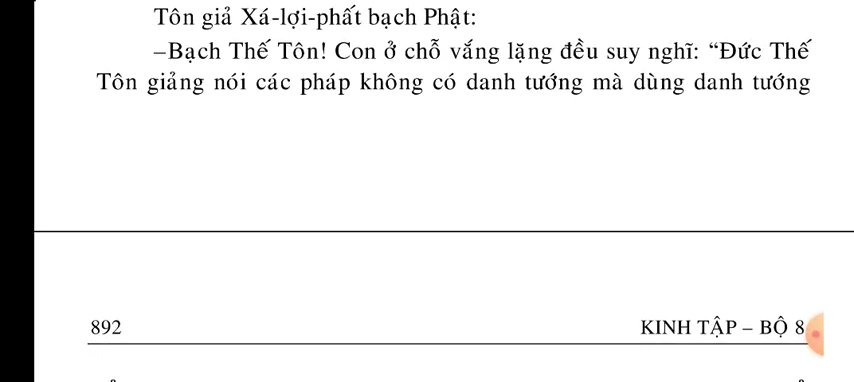 Tôn giả Xá-lợi-phất bạch Phật:
–Bạch Thế Tôn! Con ở chỗ vắng lặng đều suy nghĩ: “Đức Thế
Tôn giảng nói các pháp không có danh tướng mà dùng danh tướng
892
KINH TẬP – BỘ 8